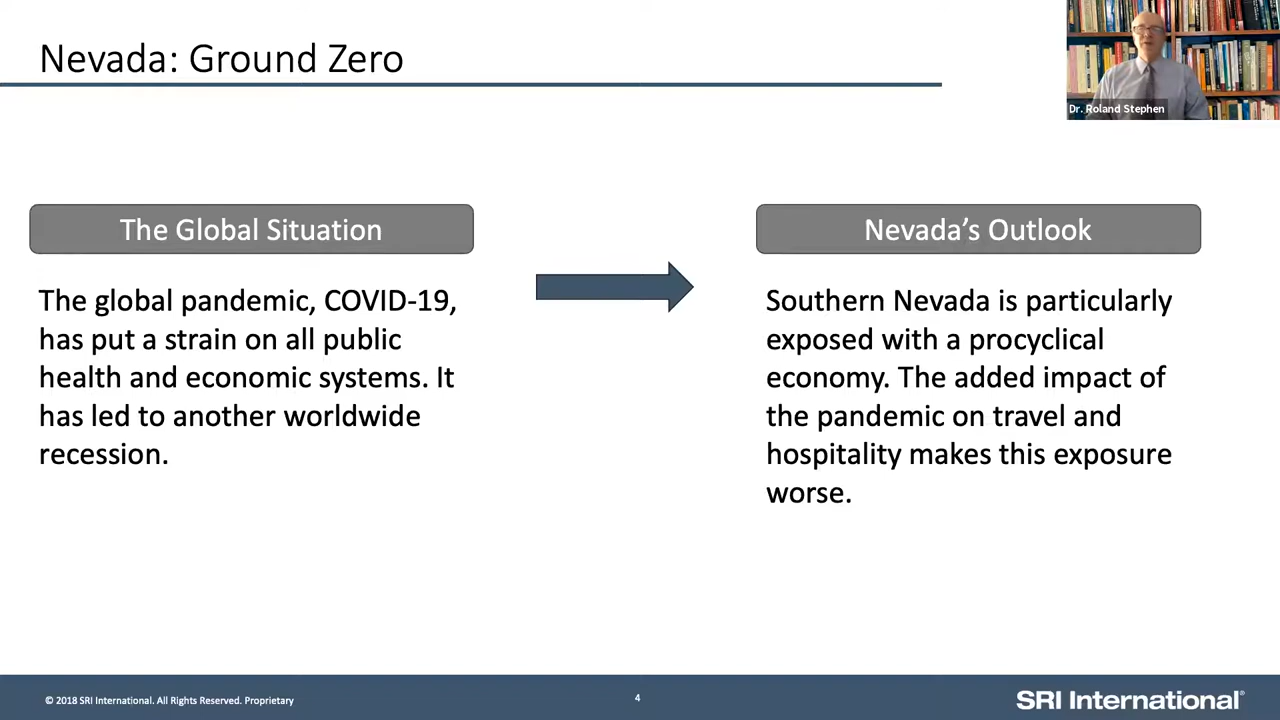 Nevada: Ground Zero
Dr. Roland Stephen
The Global Situation
The global pandemic, COVID-19,
has put a strain on all public
health and economic systems. It
has led to another worldwide
recession.
Nevada’s Outlook
Southern Nevada is particularly
exposed with a procyclical
economy. The added impact of
the pandemic on travel and
hospitality makes this exposure
worse.
© 2018 SRI International. All Rights Reserved. Proprietary
4
SRI International®